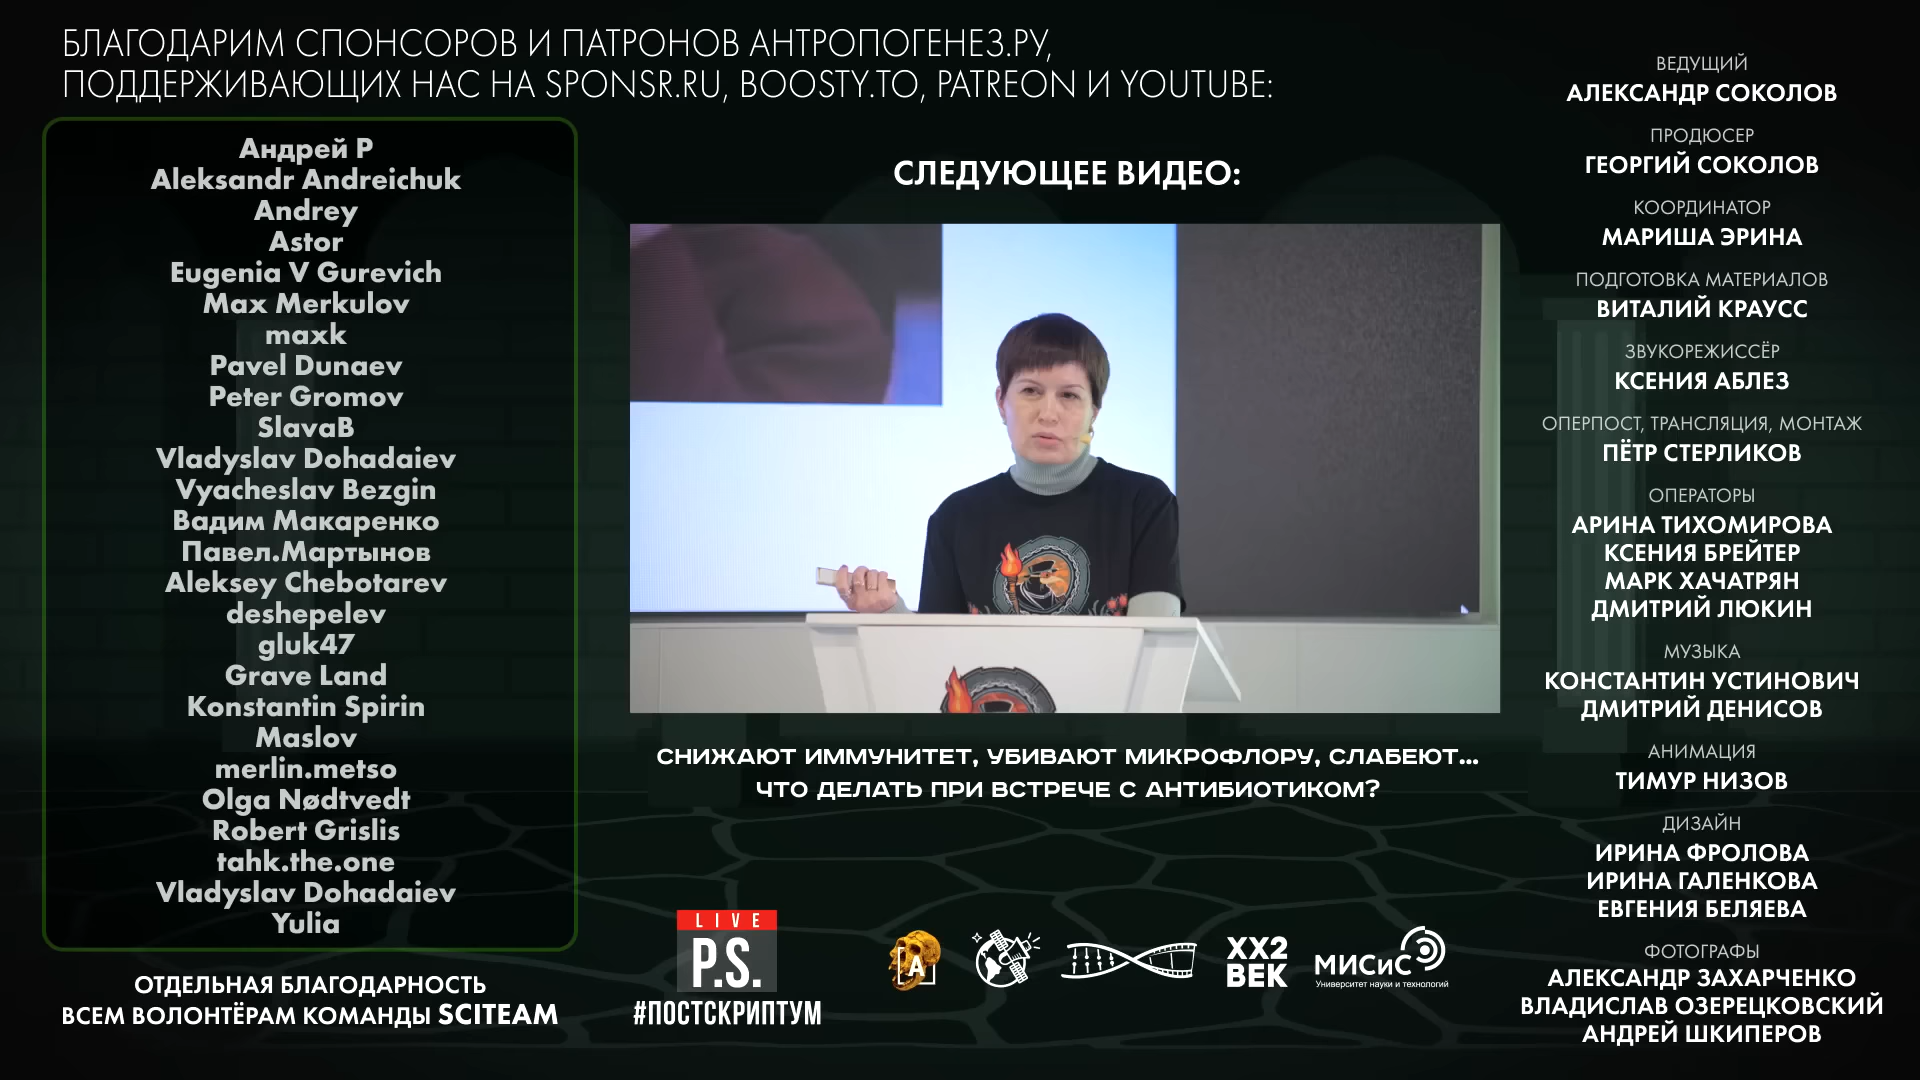 БЛАГОДАРИМ СПОНСОРОВ И ПАТРОНОВ АНТРОПОГЕНЕЗ.РУ,
ПОДДЕРЖИВАЮЩИХ НАС НА SPONSR.RU, BOOSTY.TO, PATREON И YOUTUBE:
Андрей Р
Aleksandr Andreichuk
Andrey
Astor
Eugenia V Gurevich
Max Merkulov
maxk
Pavel Dunaev
Peter Gromov
SlavaB
Vladyslav Dohadaiev
Vyacheslav Bezgin
Вадим Макаренко
Павел.Мартынов
Aleksey Chebotarev
deshepelev
gluk47
Grave Land
Konstantin Spirin
Maslov
merlin.metso
Olga Nødtvedt
Robert Grislis
tahk.the.one
Vladyslav Dohadaiev
Yulia
ОТДЕЛЬНАЯ БЛАГОДАРНОСТЬ
ВСЕМ ВОЛОНТЁРАМ КОМАНДЫ SCITEAM
СЛЕДУЮЩЕЕ ВИДЕО:
СНИЖАЮТ ИММУНИТЕТ, УБИВАЮТ МИКРОФЛОРУ, СЛАБЕЮТ...
ЧТО ДЕЛАТЬ ПРИ ВСТРЕЧЕ С АНТИБИОТИКОМ?
LIVE
P.S.
#ПОСТСКРИПТУМ
А
XX2
ВЕК
МИСиС
Университет науки и технологий
ВЕДУЩИЙ
АЛЕКСАНДР СОКОЛОВ
ПРОДЮСЕР
ГЕОРГИЙ СОКОЛОВ
КООРДИНАТОР
МАРИША ЭРИНА
ПОДГОТОВКА МАТЕРИАЛОВ
ВИТАЛИЙ КРАУСС
ЗВУКОРЕЖИССЁР
КСЕНИЯ АБЛЕЗ
ОПЕРПОСТ, ТРАНСЛЯЦИЯ, МОНТАЖ
ПЁТР СТЕРЛИКОВ
ОПЕРАТОРЫ
АРИНА ТИХОМИРОВА
КСЕНИЯ БРЕЙТЕР
МАРК ХАЧАТРЯН
ДМИТРИЙ ЛЮКИН
МУЗЫКА
КОНСТАНТИН УСТИНОВИЧ
ДМИТРИЙ ДЕНИСОВ
АНИМАЦИЯ
ТИМУР НИЗОВ
ДИЗАЙН
ИРИНА ФРОЛОВА
ИРИНА ГАЛЕНКОВА
ЕВГЕНИЯ БЕЛЯЕВА
ФОТОГРАФЫ
АЛЕКСАНДР ЗАХАРЧЕНКО
ВЛАДИСЛАВ ОЗЕРЕЦКОВСКИЙ
АНДРЕЙ ШКИПЕРОВ